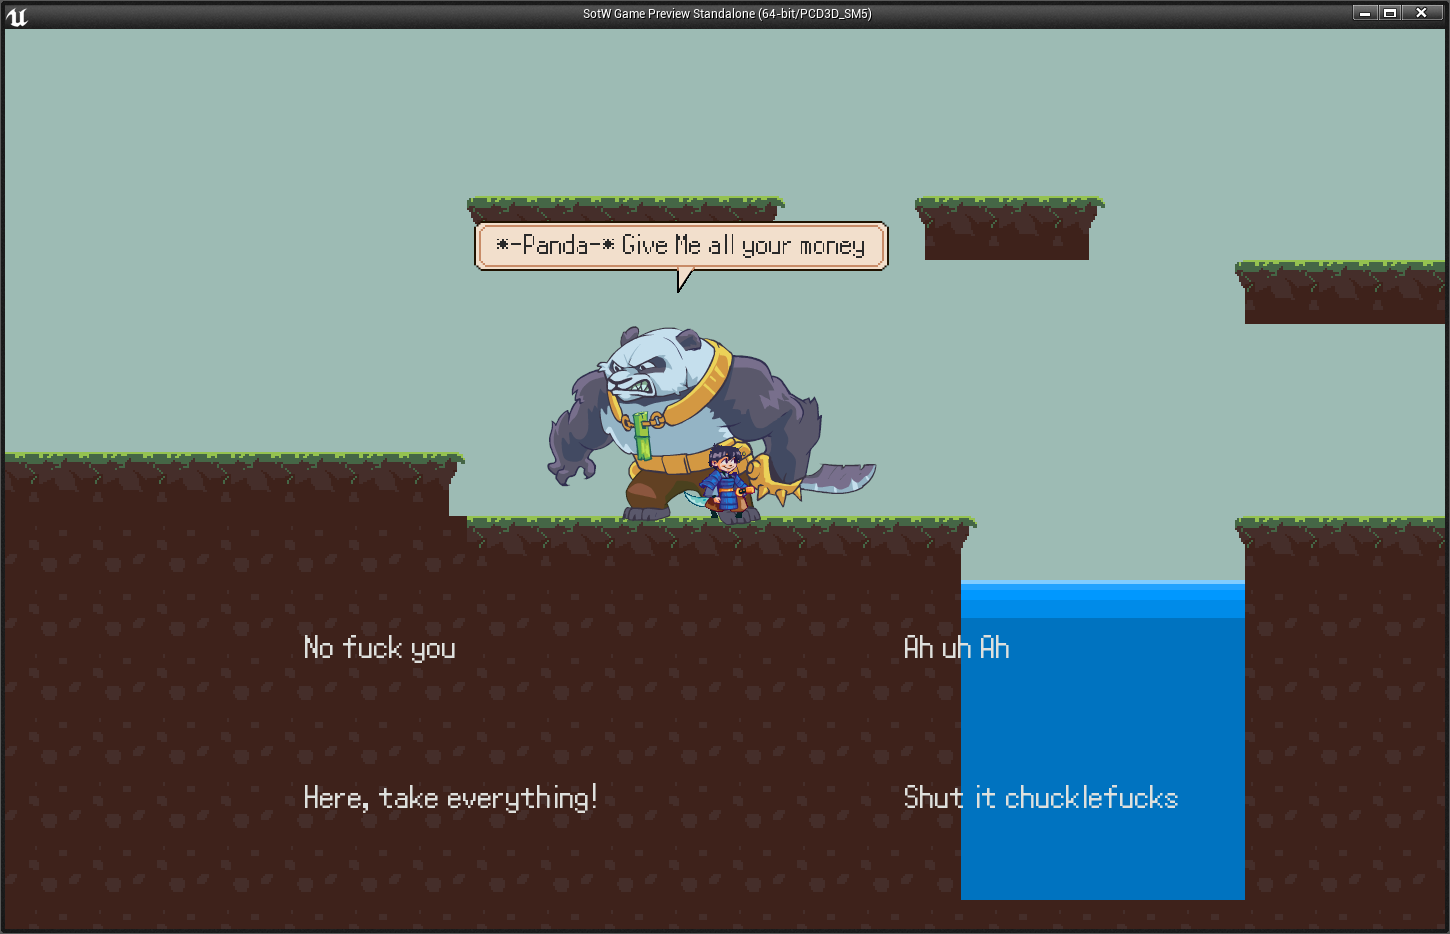 SotW Game Preview Standalone (64-bit/PCD3D_SM5)
*-Panda-* Give Me all your money
No fuck you
Ah uh Ah
Here, take everything!
Shut it chucklefucks